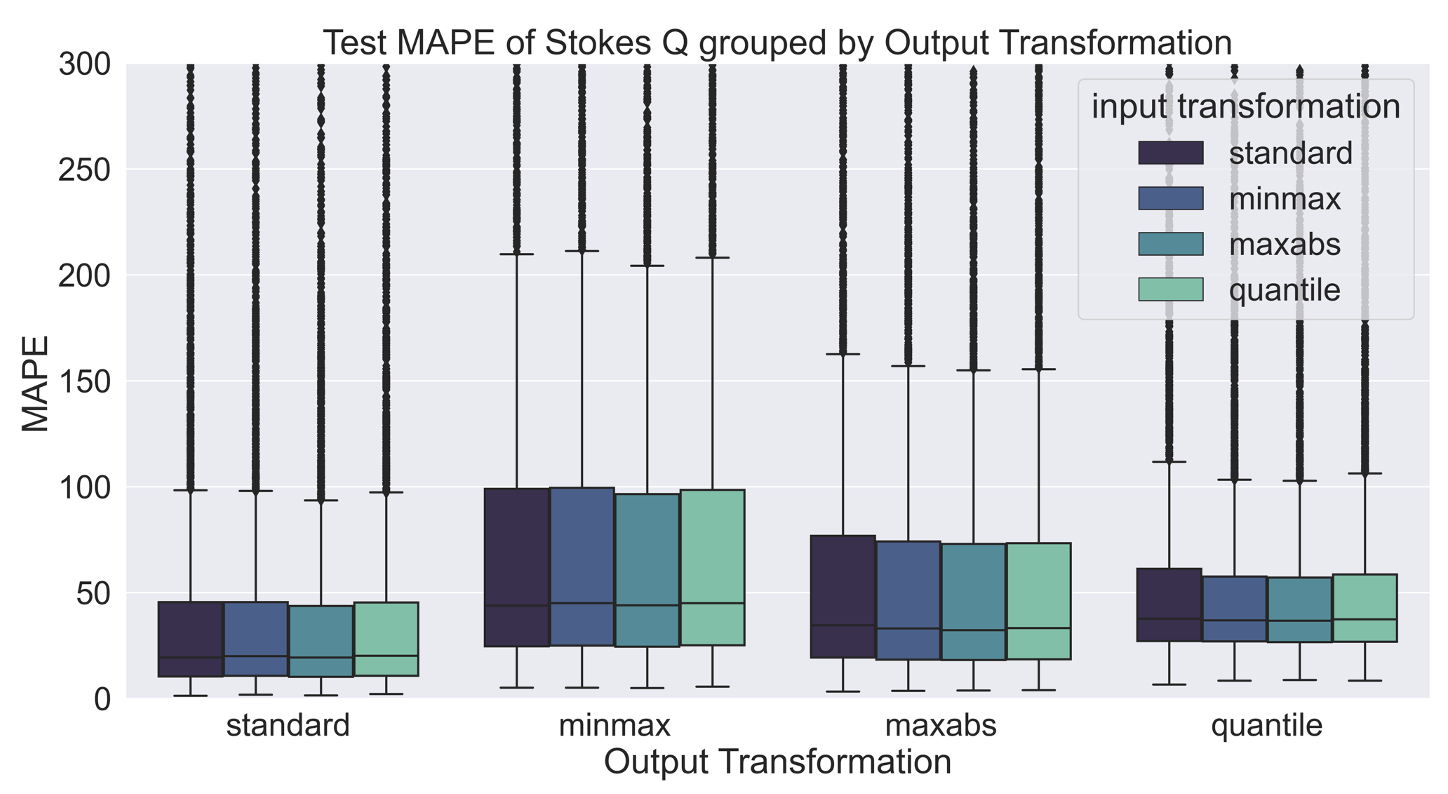 Test MAPE of Stokes Q grouped by Output Transformation
300
250
200
150
100
50
0
MAPE
input transformation
standard
minmax
maxabs
quantile
standard minmax maxabs quantile
Output Transformation